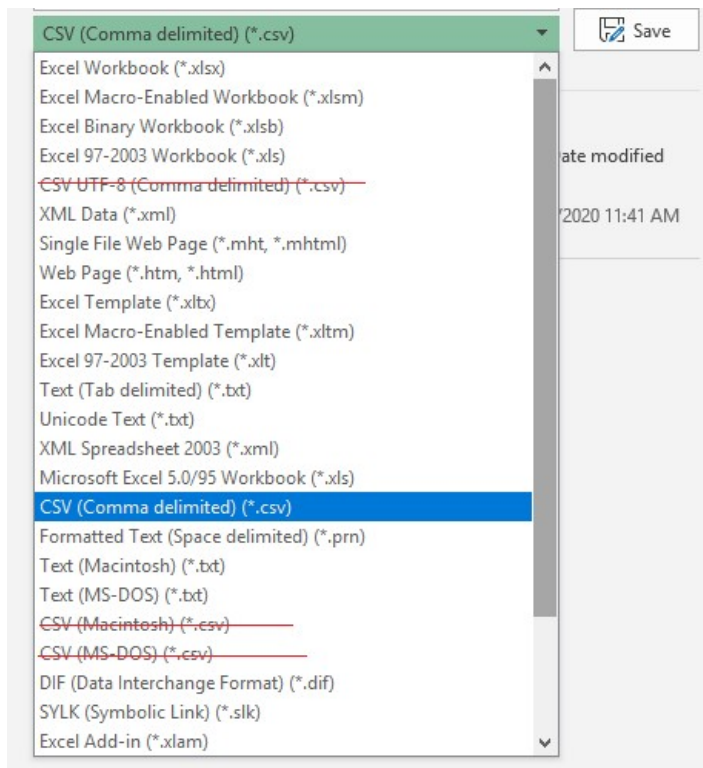 CSV (Comma delimited) (*.csv)
Save
Excel Workbook (*.xlsx)
Excel Macro-Enabled Workbook (*.xlsm)
Excel Binary Workbook (*.xlsb)
Excel 97-2003 Workbook (*.xls)
ate modified
CSV UTF-8 (Comma delimited) (*.csv)
XML Data (*.xml)
/2020 11:41 AM
Single File Web Page (*.mht, *.mhtml)
Web Page (*.htm, *.html)
Excel Template (*.xltx)
Excel Macro-Enabled Template (*.xltm)
Excel 97-2003 Template (*.xlt)
Text (Tab delimited) (*.txt)
Unicode Text (*.txt)
XML Spreadsheet 2003 (*.xml)
Microsoft Excel 5.0/95 Workbook (*.xls)
CSV (Comma delimited) (*.csv)
Formatted Text (Space delimited) (*.prn)
Text (Macintosh) (*.txt)
Text (MS-DOS) (*.txt)
CSV (Macintosh) (*.csv)
CSV (MS-DOS) (*.csv)
DIF (Data Interchange Format) (*.dif)
SYLK (Symbolic Link) (*.slk)
Excel Add-in (*.xlam)